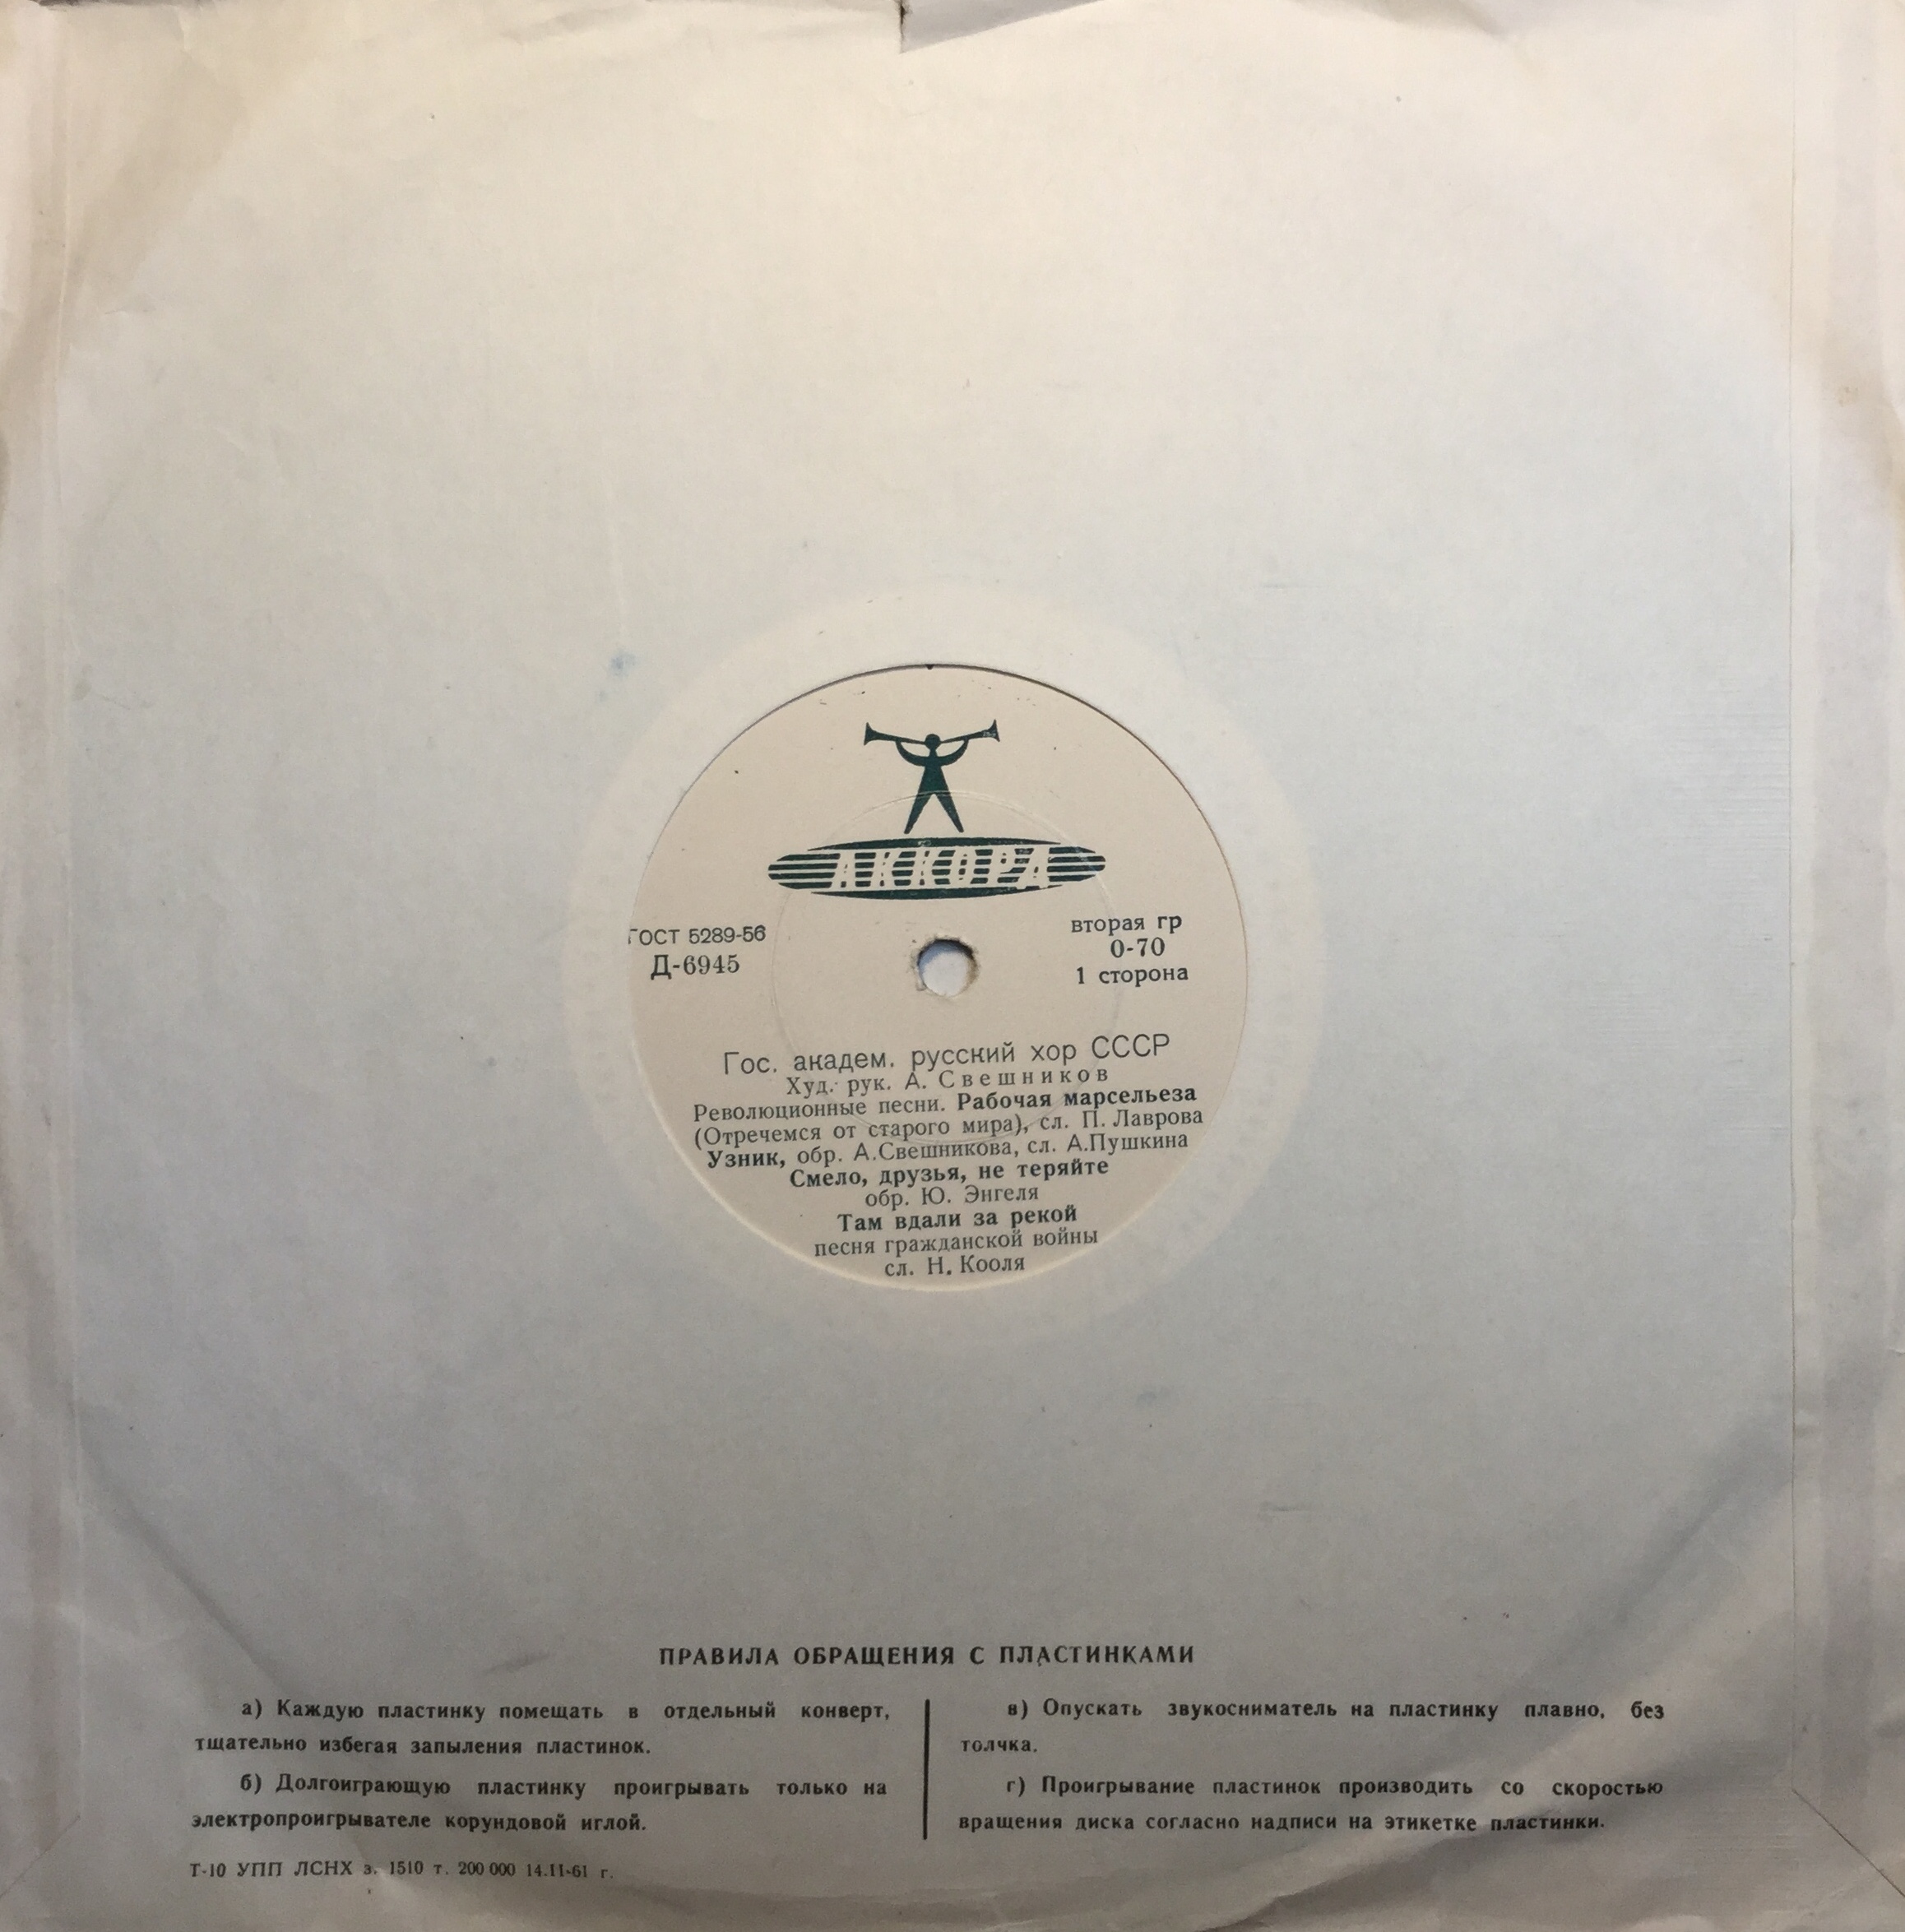 АККОРД
ГОСТ 5289-56
Д-6945
вторая гр
0-70
1 сторона
Гос. академ. русский хор СССР
Худ. рук. А. Свешников
Революционные песни. Рабочая марсельеза
(Отречемся от старого мира), сл. П. Лаврова
Узник, обр. А.Свешникова, сл. А.Пушкина
Смело, друзья, не теряйте
обр. Ю. Энгеля
Там вдали за рекой
песня гражданской войны
сл. Н. Кооля
ПРАВИЛА ОБРАЩЕНИЯ С ПЛАСТИНКАМИ
а) Каждую пластинку помещать в отдельный конверт,
тщательно избегая запыления пластинок.
б) Долгоиграющую пластинку проигрывать только на
электропроигрывателе корундовой иглой.
в) Опускать звукосниматель на пластинку плавно, без
толчка.
г) Проигрывание пластинок производить со скоростью
вращения диска согласно надписи на этикетке пластинки.
Т-10 УПП ЛСНХ з. 1510 т. 200 000 14.11-61 г.